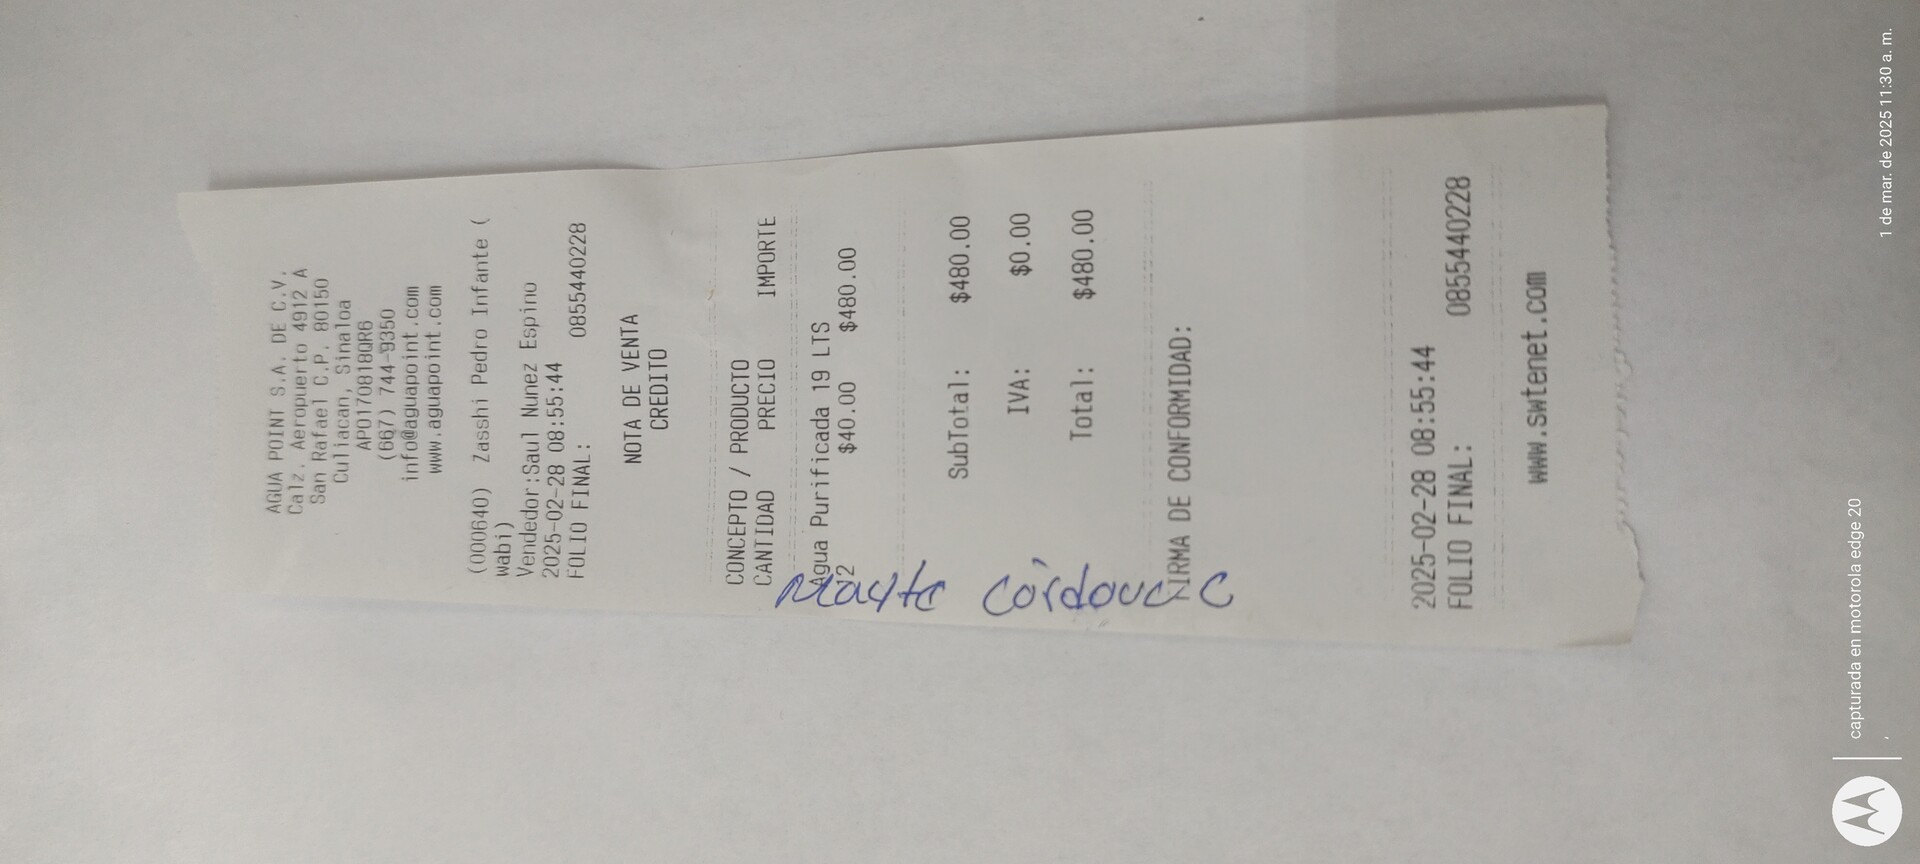 AGUA POINT S.A. DE C.V.
Calz. Aeropuerto 4912 A
San Rafael C.P. 80150
Culiacan, Sinaloa
APO170818QR6
(667) 744-9350
info@aguapoint.com
www.aguapoint.com
(000640) Zasshi Pedro Infante (
wabi)
Vendedor:Saul Nunez Espino
2025-02-28 08:55:44
FOLIO FINAL: 0855440228
NOTA DE VENTA
CREDITO
CONCEPTO / PRODUCTO
CANTIDAD PRECIO IMPORTE
Agua Purificada 19 LTS
12 $40.00 $480.00
SubTotal: $480.00
IVA: $0.00
Total: $480.00
FIRMA DE CONFORMIDAD:
Mayte Córdova C
2025-02-28 08:55:44
FOLIO FINAL: 0855440228
www.swtenet.com
capturada en motorola edge 20
1 de mar. de 2025 11:30 a. m.